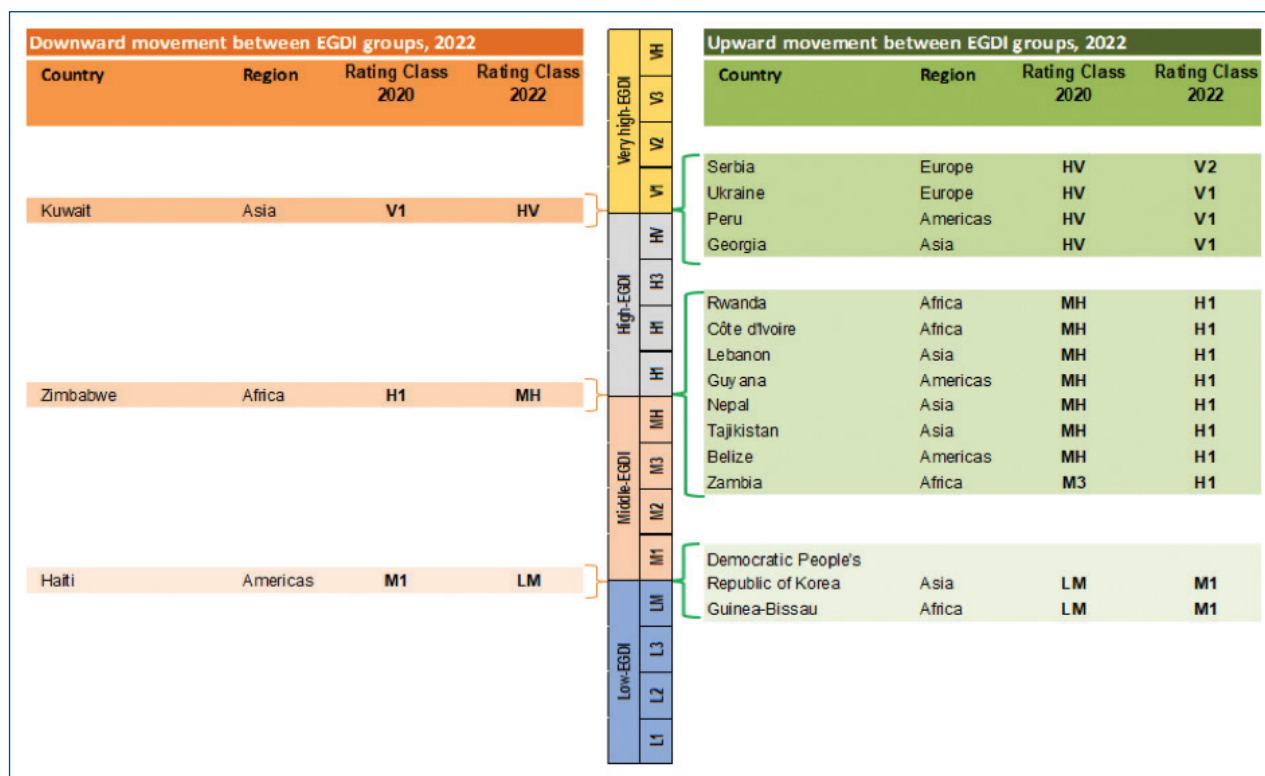 Downward movement between EGDI groups, 2022
Country Region Rating Class 2020 Rating Class 2022
Kuwait Asia V1 HV
Zimbabwe Africa H1 MH
Haiti Americas M1 LM
Very high-EGDI
VH
V3
V2
V1
High-EGDI
HV
H3
H1
H1
Middle-EGDI
MH
M3
M2
M1
Low-EGDI
LM
L3
L2
L1
Upward movement between EGDI groups, 2022
Country Region Rating Class 2020 Rating Class 2022
Serbia Europe HV V2
Ukraine Europe HV V1
Peru Americas HV V1
Georgia Asia HV V1
Rwanda Africa MH H1
Côte d'Ivoire Africa MH H1
Lebanon Asia MH H1
Guyana Americas MH H1
Nepal Asia MH H1
Tajikistan Asia MH H1
Belize Americas MH H1
Zambia Africa M3 H1
Democratic People's
Republic of Korea Asia LM M1
Guinea-Bissau Africa LM M1